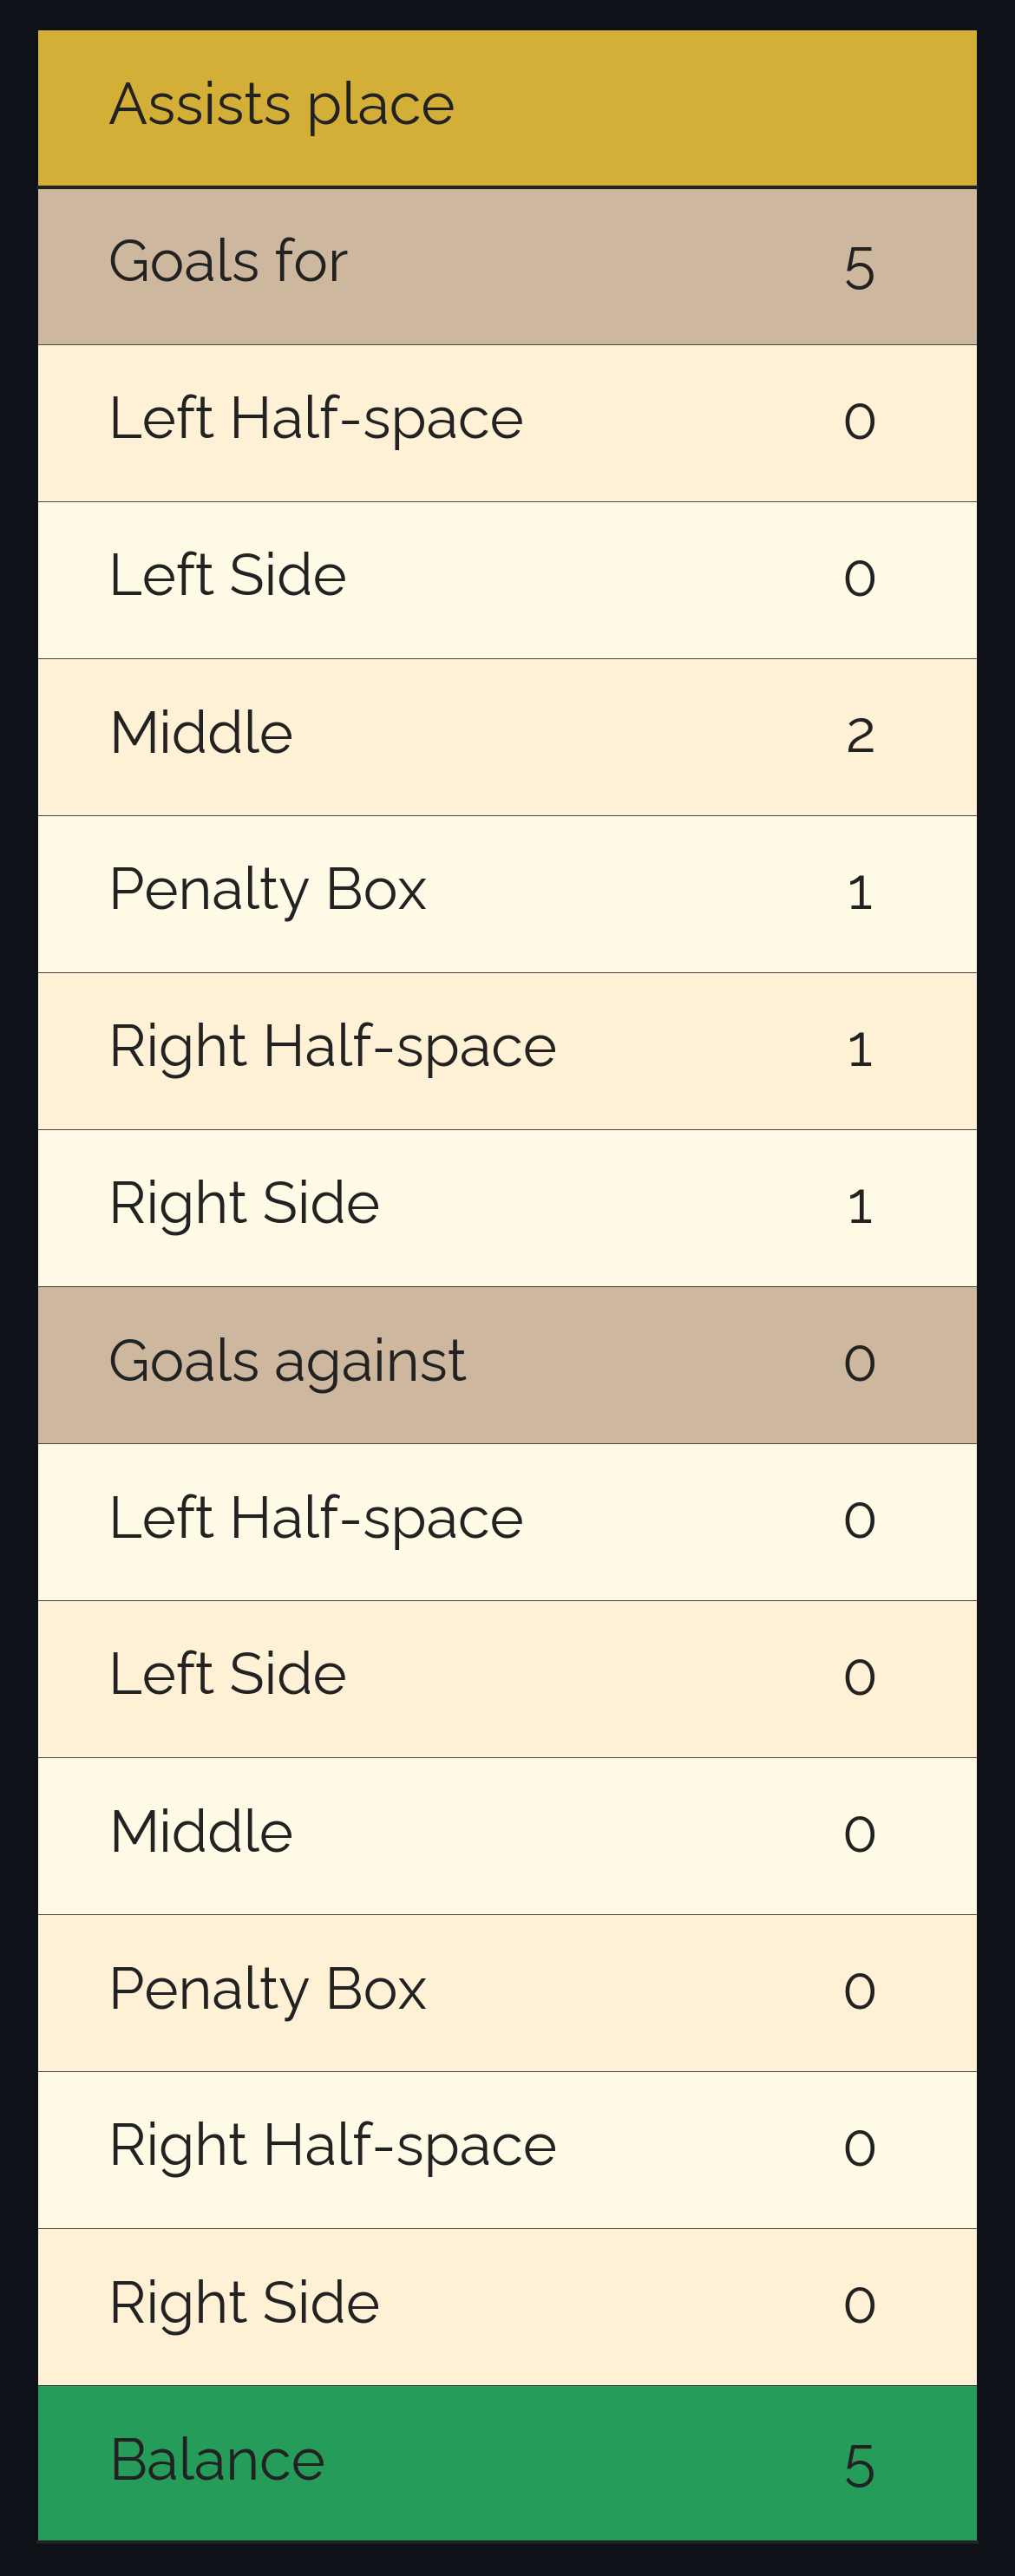 Assists place
Goals for 5
Left Half-space 0
Left Side 0
Middle 2
Penalty Box 1
Right Half-space 1
Right Side 1
Goals against 0
Left Half-space 0
Left Side 0
Middle 0
Penalty Box 0
Right Half-space 0
Right Side 0
Balance 5